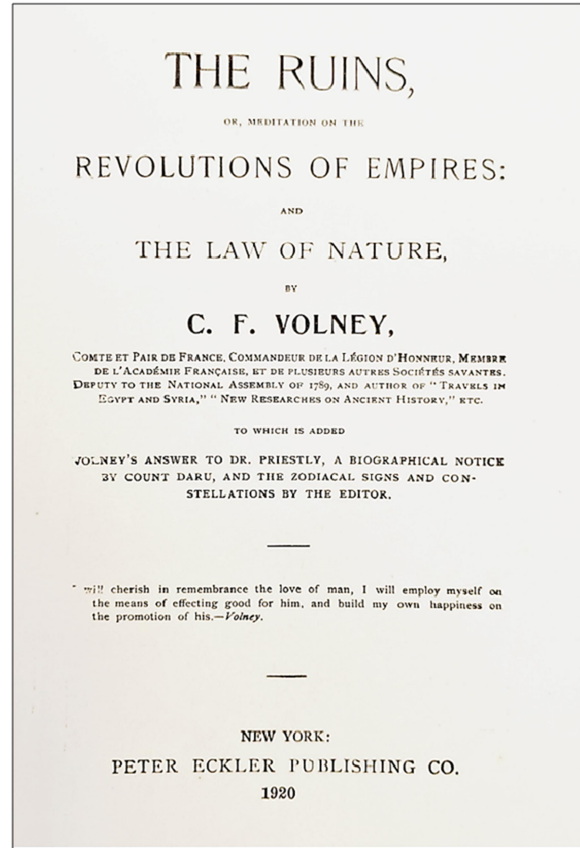 THE RUINS,
OR, MEDITATION ON THE
REVOLUTIONS OF EMPIRES:
AND
THE LAW OF NATURE,
BY
C. F. VOLNEY,
COMTE ET PAIR DE FRANCE, COMMANDEUR DE LA LÉGION D'HONNEUR, MEMBRE
DE L'ACADÉMIE FRANÇAISE, ET DE PLUSIEURS AUTRES SOCIÉTÉS SAVANTES.
DEPUTY TO THE NATIONAL ASSEMBLY OF 1789, AND AUTHOR OF "TRAVELS IN
EGYPT AND SYRIA," "NEW RESEARCHES ON ANCIENT HISTORY," ETC.
TO WHICH IS ADDED
VOLNEY'S ANSWER TO DR. PRIESTLY, A BIOGRAPHICAL NOTICE
BY COUNT DARU, AND THE ZODIACAL SIGNS AND CON-
STELLATIONS BY THE EDITOR.
will cherish in remembrance the love of man, I will employ myself on
the means of effecting good for him, and build my own happiness on
the promotion of his.—Volney.
NEW YORK:
PETER ECKLER PUBLISHING CO.
1920